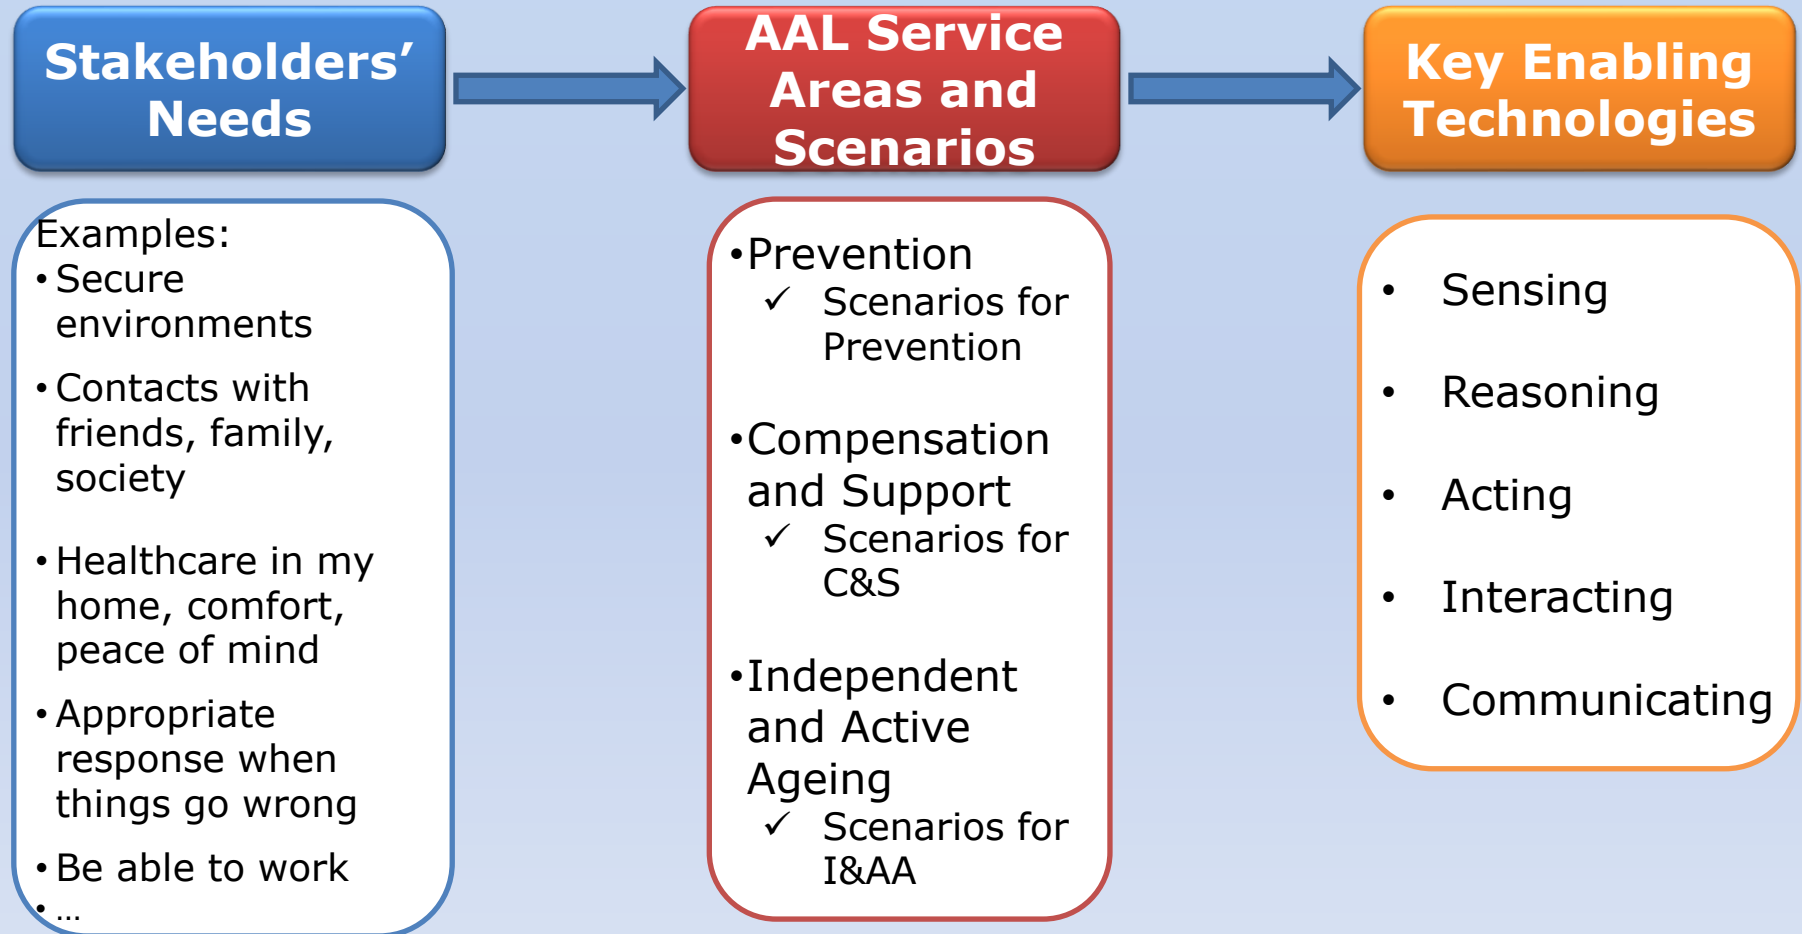 Stakeholders’
Needs
AAL Service
Areas and
Scenarios
Key Enabling
Technologies
Examples:
• Secure
environments
• Contacts with
friends, family,
society
• Healthcare in my
home, comfort,
peace of mind
• Appropriate
response when
things go wrong
• Be able to work
• …
•Prevention
✓ Scenarios for
Prevention
•Compensation
and Support
✓ Scenarios for
C&S
•Independent
and Active
Ageing
✓ Scenarios for
I&AA
• Sensing
• Reasoning
• Acting
• Interacting
• Communicating